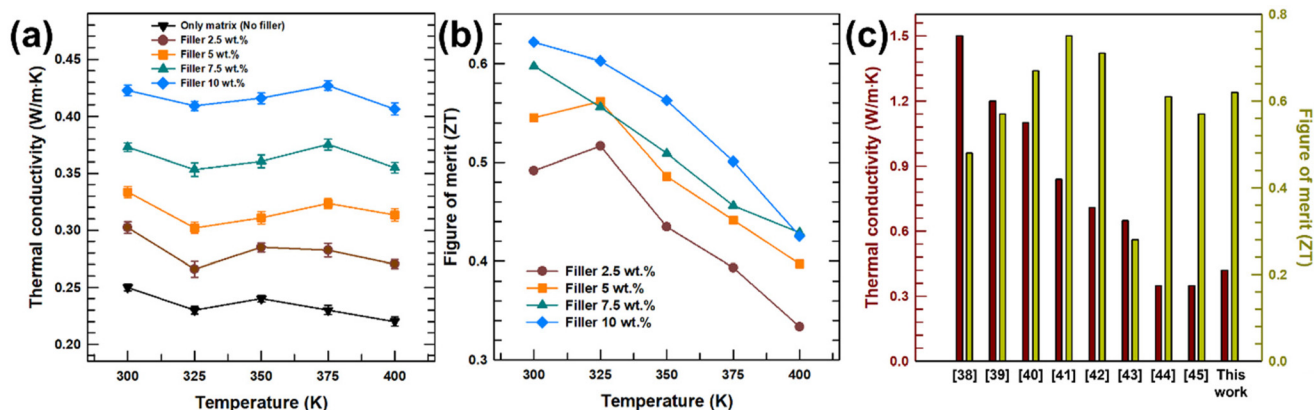 (a)
Only matrix (No filler)
Filler 2.5 wt.%
Filler 5 wt.%
Filler 7.5 wt.%
Filler 10 wt.%
Thermal conductivity (W/m·K)
0.45
0.40
0.35
0.30
0.25
0.20
300 325 350 375 400
Temperature (K)
(b)
Figure of merit (ZT)
0.6
0.5
0.4
0.3
Filler 2.5 wt.%
Filler 5 wt.%
Filler 7.5 wt.%
Filler 10 wt.%
300 325 350 375 400
Temperature (K)
(c)
Thermal conductivity (W/m·K)
1.5
1.2
0.9
0.6
0.3
0.0
[38] [39] [40] [41] [42] [43] [44] [45] This
work
0.8
0.6
0.4
0.2
0.0
Figure of merit (ZT)